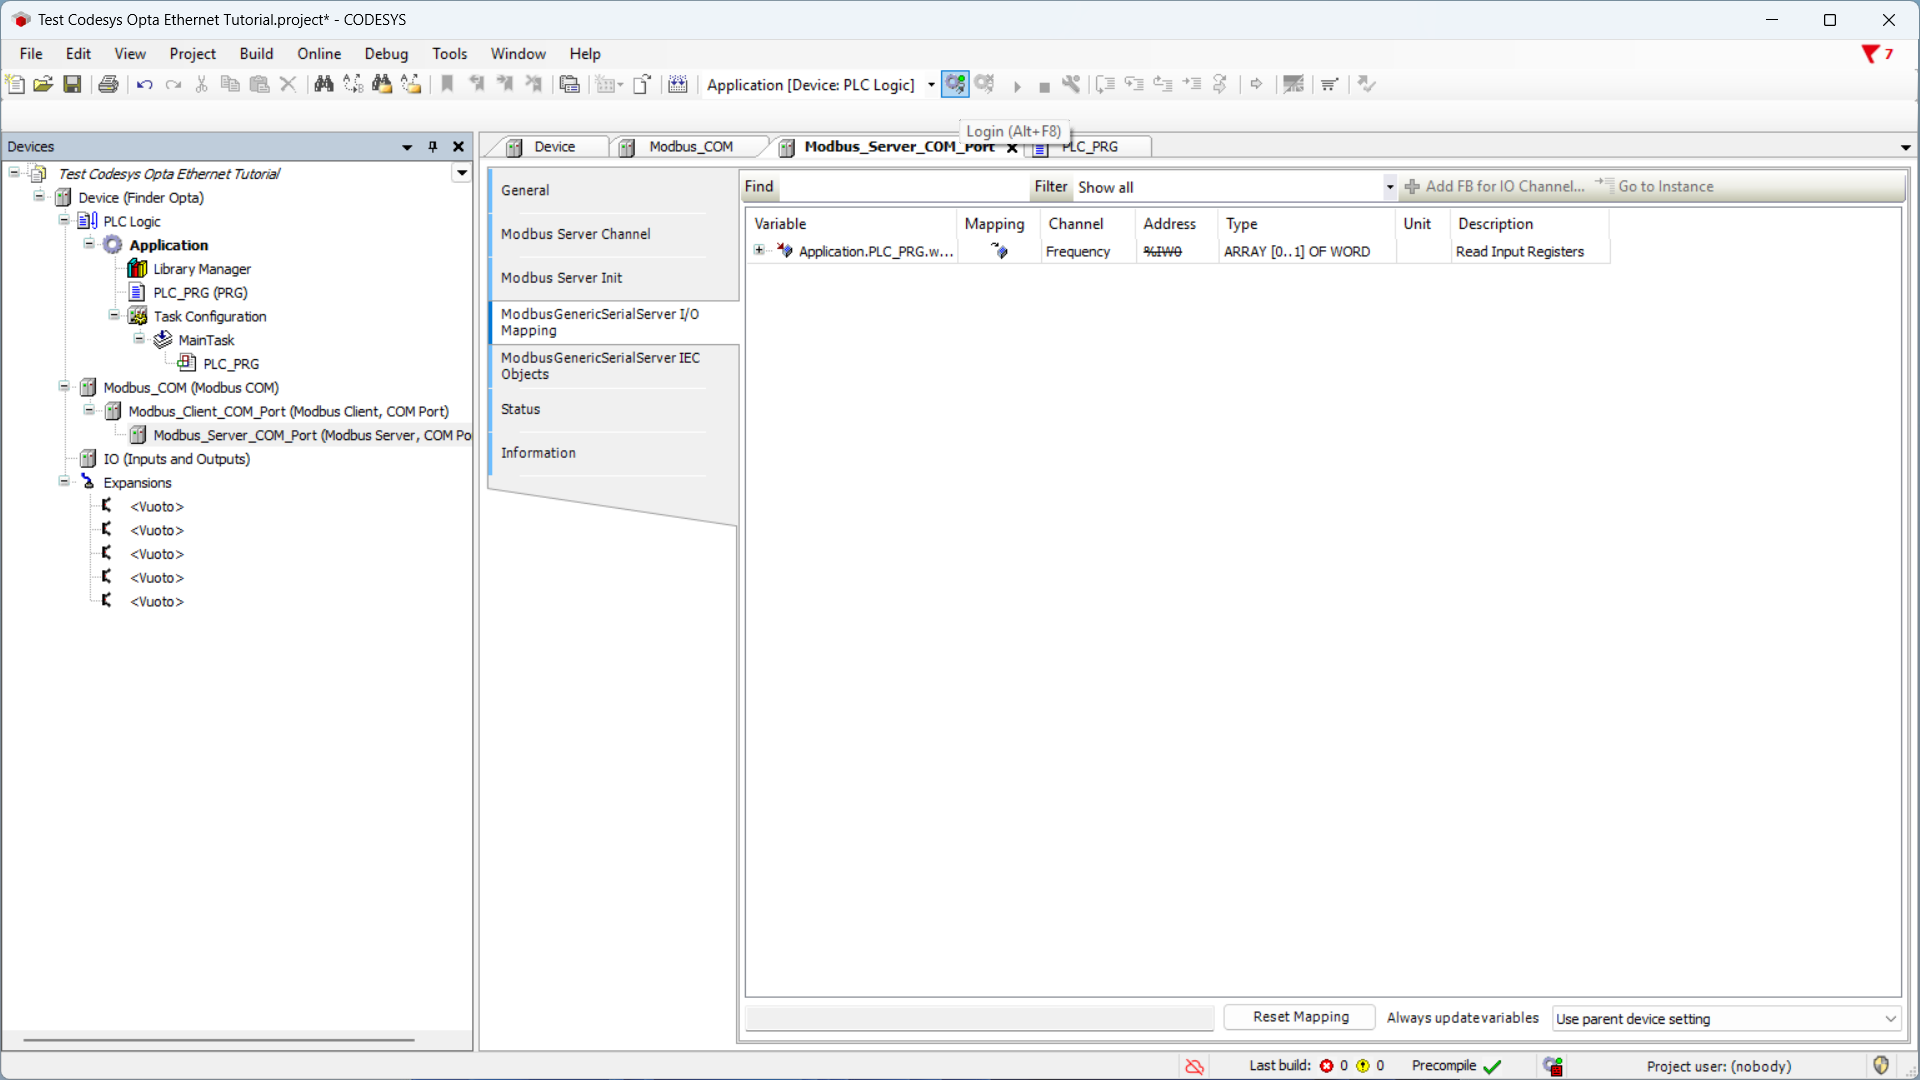 Test Codesys Opta Ethernet Tutorial.project* - CODESYS
File Edit View Project Build Online Debug Tools Window Help
7
Application [Device: PLC Logic]
Login (Alt+F8)
Devices
Device Modbus_COM Modbus_Server_COM_Port PLC_PRG
Test Codesys Opta Ethernet Tutorial
Device (Finder Opta)
PLC Logic
Application
Library Manager
PLC_PRG (PRG)
Task Configuration
MainTask
PLC_PRG
Modbus_COM (Modbus COM)
Modbus_Client_COM_Port (Modbus Client, COM Port)
Modbus_Server_COM_Port (Modbus Server, COM Po
IO (Inputs and Outputs)
Expansions
<Vuoto>
<Vuoto>
<Vuoto>
<Vuoto>
<Vuoto>
General
Modbus Server Channel
Modbus Server Init
ModbusGenericSerialServer I/O
Mapping
ModbusGenericSerialServer IEC
Objects
Status
Information
Find Filter Show all Add FB for IO Channel... Go to Instance
Variable Mapping Channel Address Type Unit Description
Application.PLC_PRG.w... Frequency %IW0 ARRAY [0..1] OF WORD Read Input Registers
Reset Mapping Always update variables Use parent device setting
Last build: 0 0 Precompile Project user: (nobody)